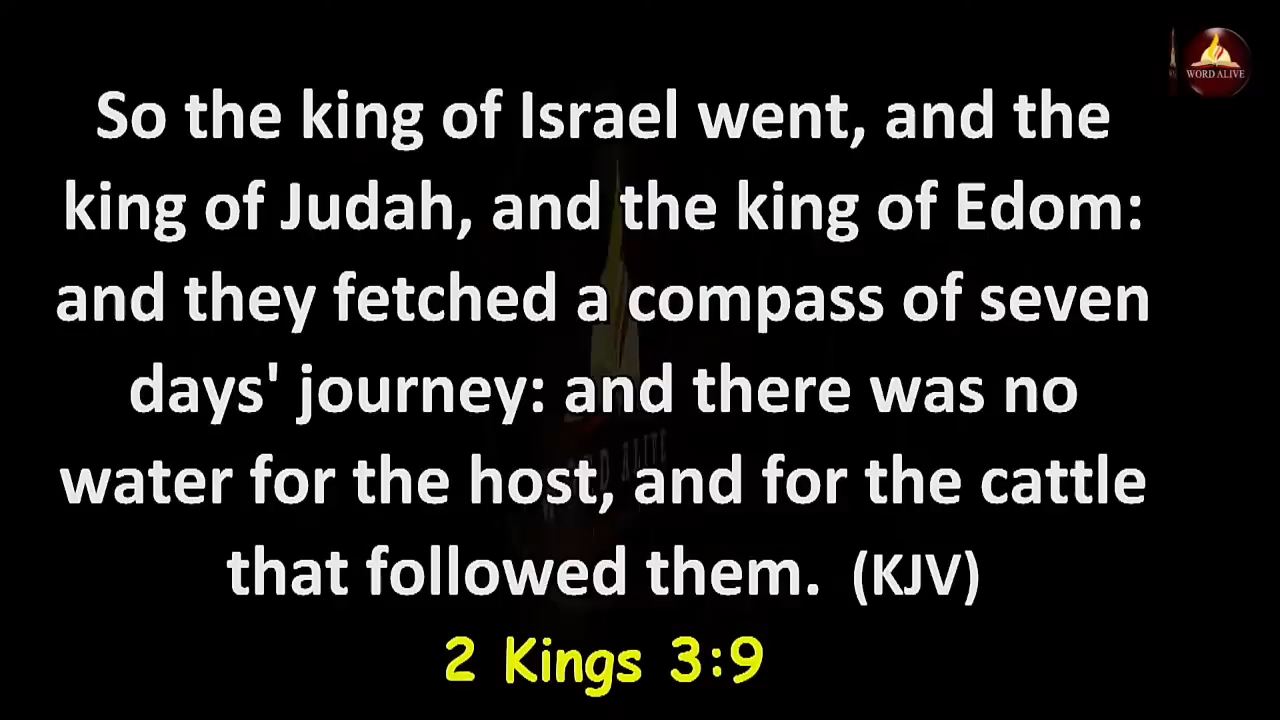 WORD ALIVE
So the king of Israel went, and the
king of Judah, and the king of Edom:
and they fetched a compass of seven
days' journey: and there was no
water for the host, and for the cattle
that followed them. (KJV)
2 Kings 3:9
WORD ALIVE